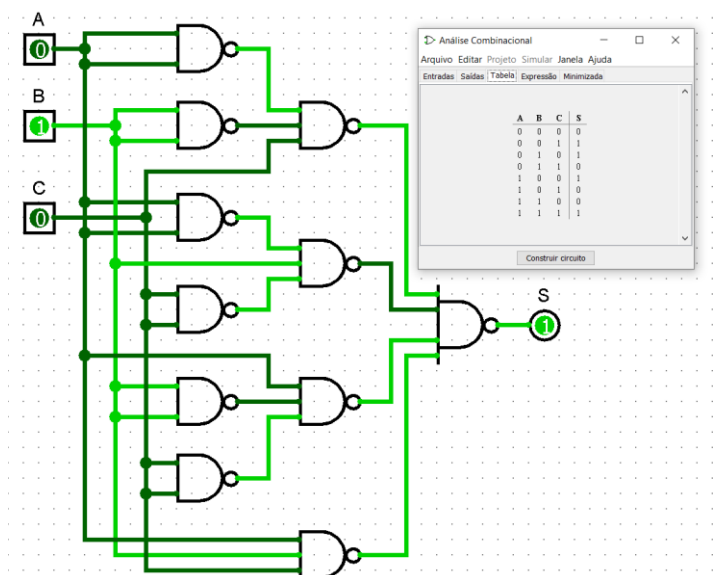 A
0
B
1
C
0
S
1
Análise Combinacional
Arquivo Editar Projeto Simular Janela Ajuda
Entradas Saídas Tabela Expressão Minimizada
A B C S
0 0 0 0
0 0 1 1
0 1 0 1
0 1 1 0
1 0 0 1
1 0 1 0
1 1 0 0
1 1 1 1
Construir circuito